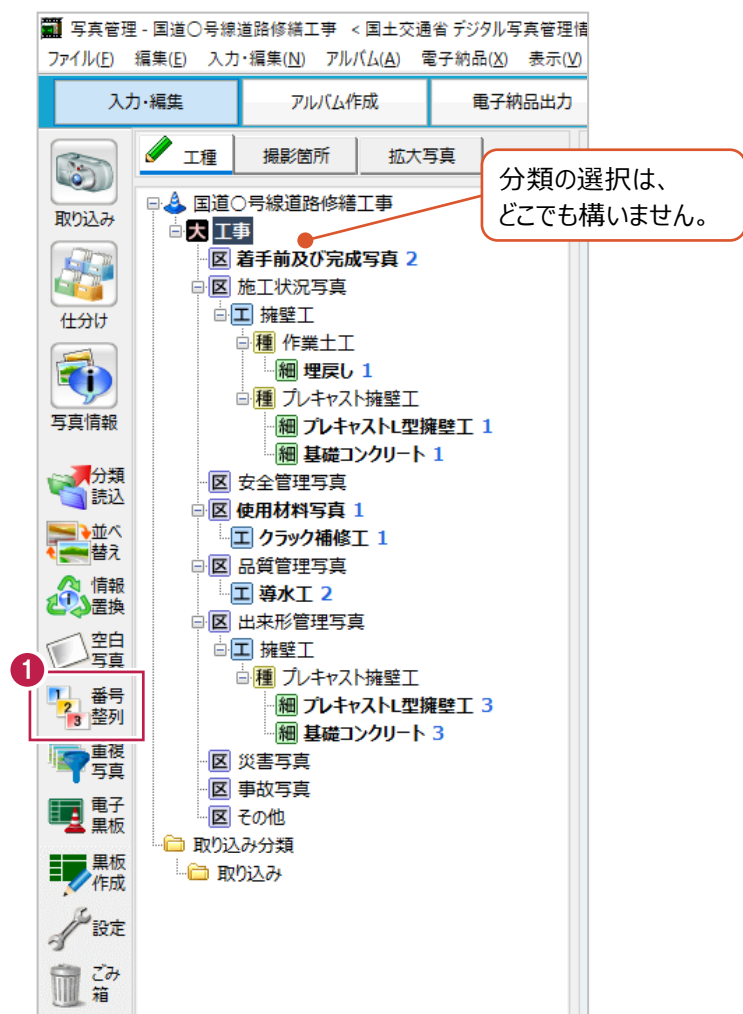 写真管理 - 国道〇号線道路修繕工事 ＜国土交通省 デジタル写真管理情
ファイル(F) 編集(E) 入力・編集(N) アルバム(A) 電子納品(X) 表示(V)
入力・編集 アルバム作成 電子納品出力
工種 撮影箇所 拡大写真
分類の選択は、
どこでも構いません。
取り込み
仕分け
写真情報
分類
読込
並べ
替え
情報
置換
空白
写真
1
番号
整列
重複
写真
電子
黒板
黒板
作成
設定
ごみ
箱
国道〇号線道路修繕工事
大 工事
区 着手前及び完成写真 2
区 施工状況写真
工 擁壁工
種 作業土工
細 埋戻し 1
種 プレキャスト擁壁工
細 プレキャストL型擁壁工 1
細 基礎コンクリート 1
区 安全管理写真
区 使用材料写真 1
工 クラック補修工 1
区 品質管理写真
工 導水工 2
区 出来形管理写真
工 擁壁工
種 プレキャスト擁壁工
細 プレキャストL型擁壁工 3
細 基礎コンクリート 3
区 災害写真
区 事故写真
区 その他
取り込み分類
取り込み